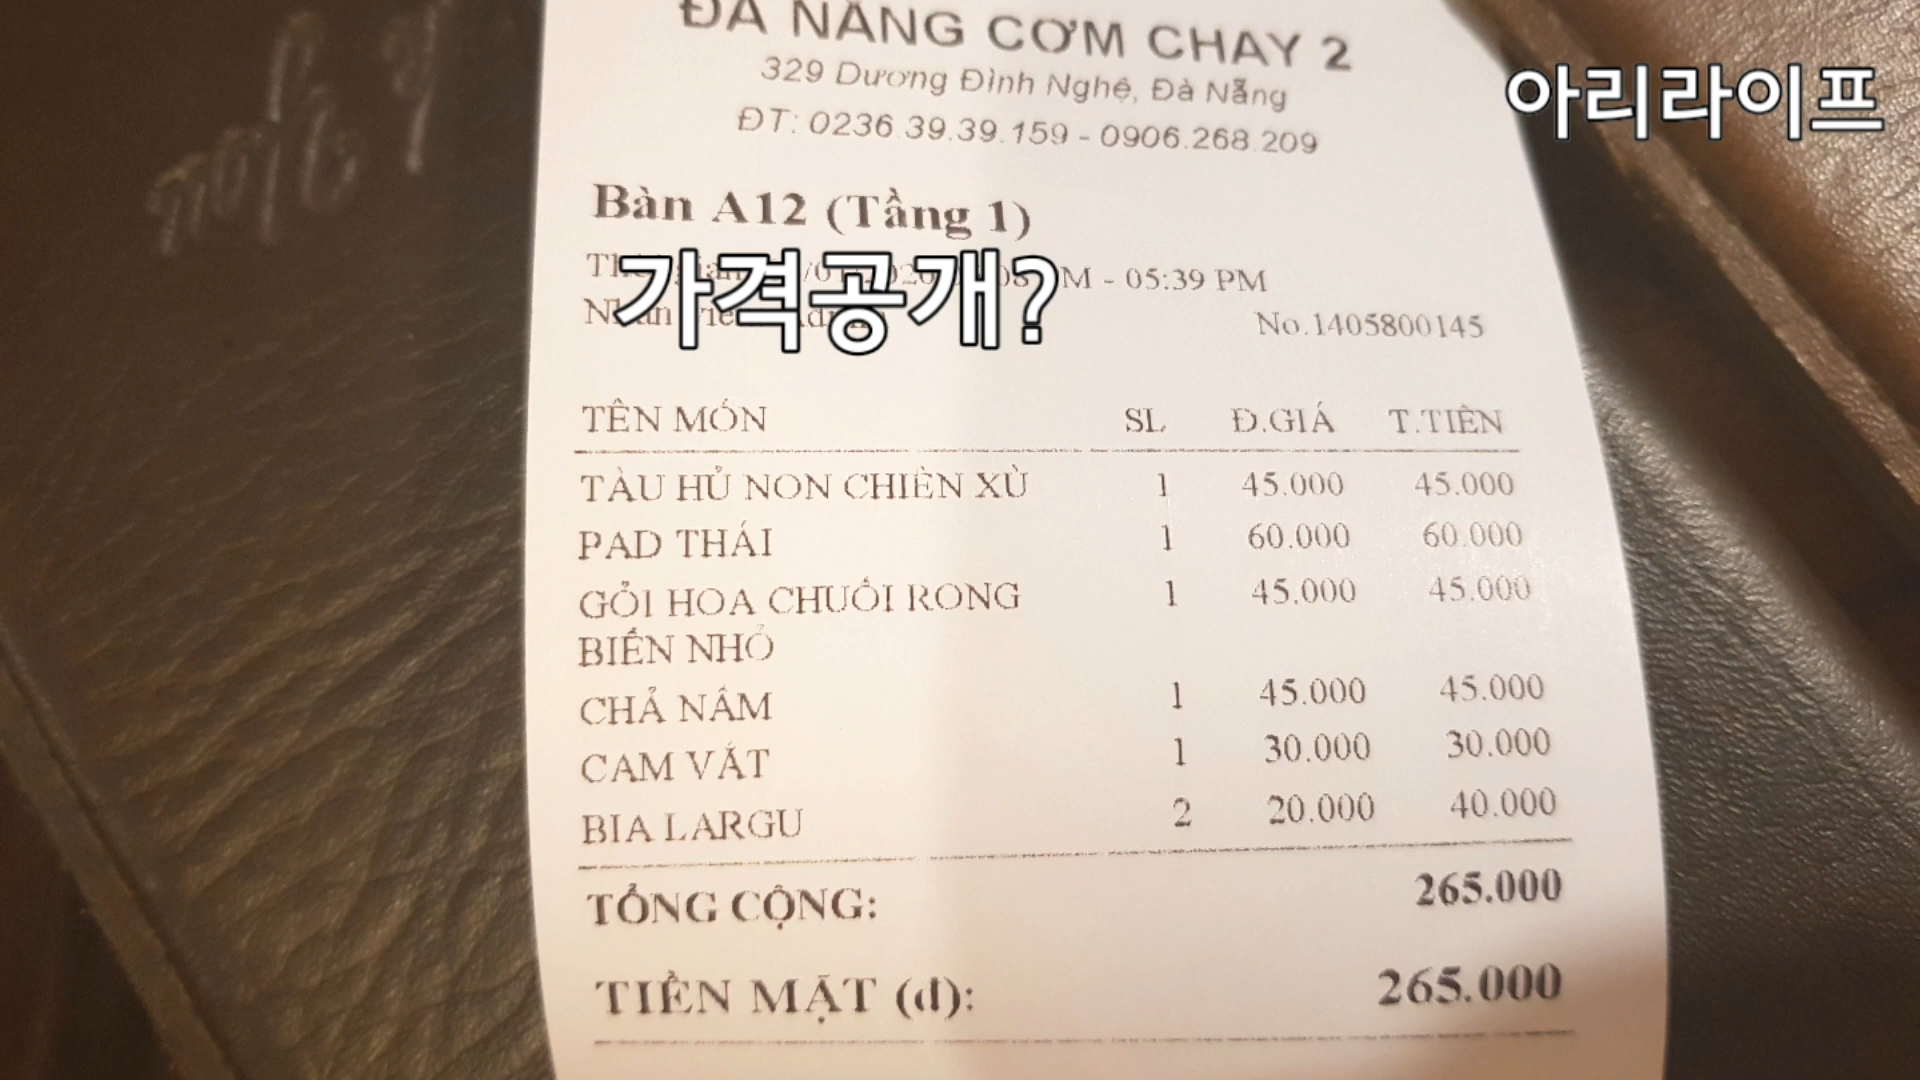 ĐÀ NẴNG CƠM CHAY 2
329 Dương Đình Nghệ, Đà Nẵng
아리라이프
ĐT: 0236.39.39.159 - 0906.268.209
Bàn A12 (Tầng 1)
- 05:39 PM
가격공개?
No.1405800145
TÊN MÓN SL Đ.GIÁ T.TIỀN
TÀU HỦ NON CHIÊN XÙ 1 45.000 45.000
PAD THÁI 1 60.000 60.000
GỎI HOA CHUỐI RONG 1 45.000 45.000
BIỂN NHỎ
CHẢ NẤM 1 45.000 45.000
CAM VẮT 1 30.000 30.000
BIA LARGU 2 20.000 40.000
TỔNG CỘNG: 265.000
TIỀN MẶT (đ): 265.000